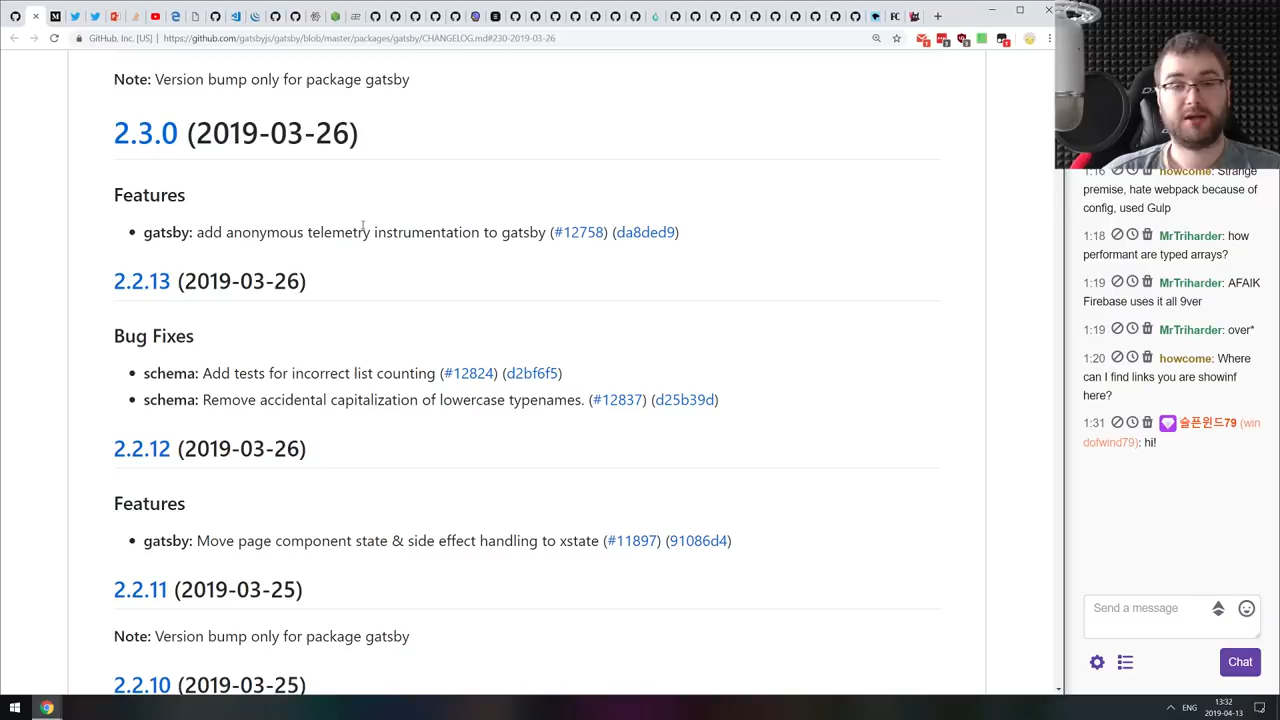 GitHub, Inc. [US]
https://github.com/gatsbyjs/gatsby/blob/master/packages/gatsby/CHANGELOG.md#230-2019-03-26
Note: Version bump only for package gatsby
2.3.0 (2019-03-26)
Features
• gatsby: add anonymous telemetry instrumentation to gatsby (#12758) (da8ded9)
2.2.13 (2019-03-26)
Bug Fixes
• schema: Add tests for incorrect list counting (#12824) (d2bf6f5)
• schema: Remove accidental capitalization of lowercase typenames. (#12837) (d25b39d)
2.2.12 (2019-03-26)
Features
• gatsby: Move page component state & side effect handling to xstate (#11897) (91086d4)
2.2.11 (2019-03-25)
Note: Version bump only for package gatsby
2.2.10 (2019-03-25)
1:16 howcome: Strange
premise, hate webpack because of
config, used Gulp
1:18 MrTriharder: how
performant are typed arrays?
1:19 MrTriharder: AFAIK
Firebase uses it all 9ver
1:19 MrTriharder: over*
1:20 howcome: Where
can I find links you are showinf
here?
1:31 슬픈윈드79 (win
dofwind79): hi!
Send a message
Chat
ENG
13:32
2019-04-13